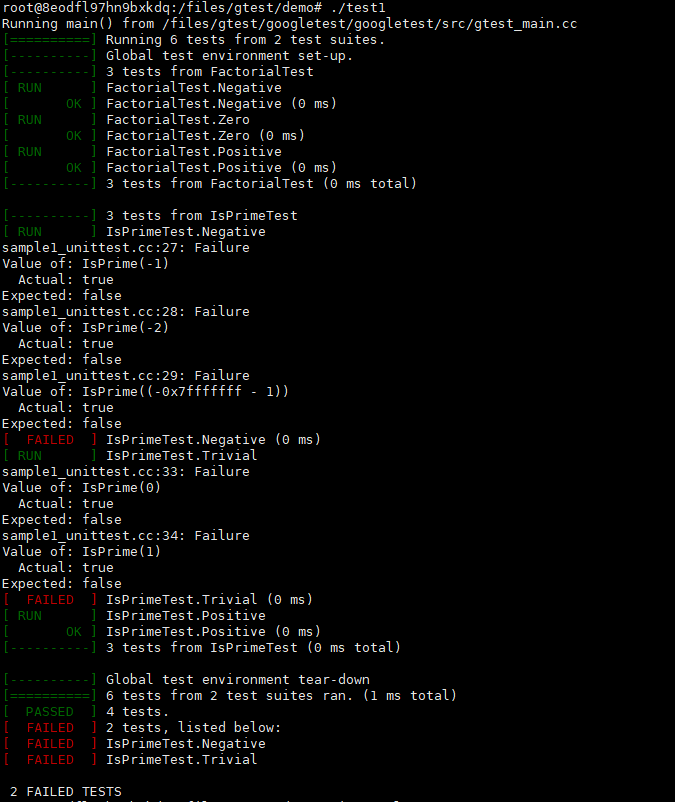 root@8eodfl97hn9bxkdq:/files/gtest/demo# ./test1
Running main() from /files/gtest/googletest/googletest/src/gtest_main.cc
[==========] Running 6 tests from 2 test suites.
[----------] Global test environment set-up.
[----------] 3 tests from FactorialTest
[ RUN      ] FactorialTest.Negative
[       OK ] FactorialTest.Negative (0 ms)
[ RUN      ] FactorialTest.Zero
[       OK ] FactorialTest.Zero (0 ms)
[ RUN      ] FactorialTest.Positive
[       OK ] FactorialTest.Positive (0 ms)
[----------] 3 tests from FactorialTest (0 ms total)
[----------] 3 tests from IsPrimeTest
[ RUN      ] IsPrimeTest.Negative
sample1_unittest.cc:27: Failure
Value of: IsPrime(-1)
  Actual: true
Expected: false
sample1_unittest.cc:28: Failure
Value of: IsPrime(-2)
  Actual: true
Expected: false
sample1_unittest.cc:29: Failure
Value of: IsPrime((-0x7fffffff - 1))
  Actual: true
Expected: false
[  FAILED  ] IsPrimeTest.Negative (0 ms)
[ RUN      ] IsPrimeTest.Trivial
sample1_unittest.cc:33: Failure
Value of: IsPrime(0)
  Actual: true
Expected: false
sample1_unittest.cc:34: Failure
Value of: IsPrime(1)
  Actual: true
Expected: false
[  FAILED  ] IsPrimeTest.Trivial (0 ms)
[ RUN      ] IsPrimeTest.Positive
[       OK ] IsPrimeTest.Positive (0 ms)
[----------] 3 tests from IsPrimeTest (0 ms total)
[----------] Global test environment tear-down
[==========] 6 tests from 2 test suites ran. (1 ms total)
[  PASSED  ] 4 tests.
[  FAILED  ] 2 tests, listed below:
[  FAILED  ] IsPrimeTest.Negative
[  FAILED  ] IsPrimeTest.Trivial
 2 FAILED TESTS